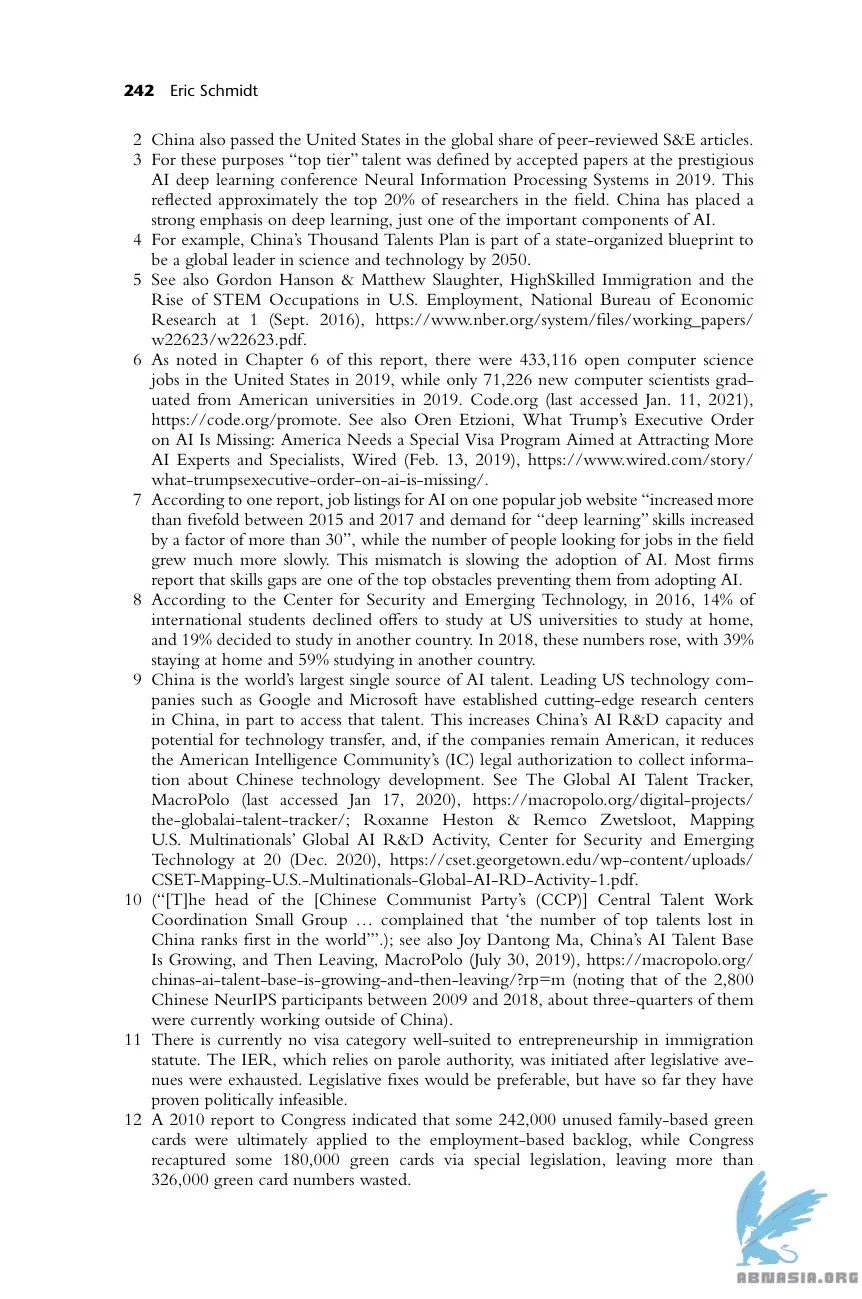 242 Eric Schmidt
2 China also passed the United States in the global share of peer-reviewed S&E articles.
3 For these purposes “top tier” talent was defined by accepted papers at the prestigious
AI deep learning conference Neural Information Processing Systems in 2019. This
reflected approximately the top 20% of researchers in the field. China has placed a
strong emphasis on deep learning, just one of the important components of AI.
4 For example, China’s Thousand Talents Plan is part of a state-organized blueprint to
be a global leader in science and technology by 2050.
5 See also Gordon Hanson & Matthew Slaughter, HighSkilled Immigration and the
Rise of STEM Occupations in U.S. Employment, National Bureau of Economic
Research at 1 (Sept. 2016), https://www.nber.org/system/files/working_papers/
w22623/w22623.pdf.
6 As noted in Chapter 6 of this report, there were 433,116 open computer science
jobs in the United States in 2019, while only 71,226 new computer scientists grad-
uated from American universities in 2019. Code.org (last accessed Jan. 11, 2021),
https://code.org/promote. See also Oren Etzioni, What Trump’s Executive Order
on AI Is Missing: America Needs a Special Visa Program Aimed at Attracting More
AI Experts and Specialists, Wired (Feb. 13, 2019), https://www.wired.com/story/
what-trumpsexecutive-order-on-ai-is-missing/.
7 According to one report, job listings for AI on one popular job website “increased more
than fivefold between 2015 and 2017 and demand for “deep learning” skills increased
by a factor of more than 30”, while the number of people looking for jobs in the field
grew much more slowly. This mismatch is slowing the adoption of AI. Most firms
report that skills gaps are one of the top obstacles preventing them from adopting AI.
8 According to the Center for Security and Emerging Technology, in 2016, 14% of
international students declined offers to study at US universities to study at home,
and 19% decided to study in another country. In 2018, these numbers rose, with 39%
staying at home and 59% studying in another country.
9 China is the world’s largest single source of AI talent. Leading US technology com-
panies such as Google and Microsoft have established cutting-edge research centers
in China, in part to access that talent. This increases China’s AI R&D capacity and
potential for technology transfer, and, if the companies remain American, it reduces
the American Intelligence Community’s (IC) legal authorization to collect informa-
tion about Chinese technology development. See The Global AI Talent Tracker,
MacroPolo (last accessed Jan 17, 2020), https://macropolo.org/digital-projects/
the-globalai-talent-tracker/; Roxanne Heston & Remco Zwetsloot, Mapping
U.S. Multinationals’ Global AI R&D Activity, Center for Security and Emerging
Technology at 20 (Dec. 2020), https://cset.georgetown.edu/wp-content/uploads/
CSET-Mapping-U.S.-Multinationals-Global-AI-RD-Activity-1.pdf.
10 (“[T]he head of the [Chinese Communist Party’s (CCP)] Central Talent Work
Coordination Small Group … complained that ‘the number of top talents lost in
China ranks first in the world’”.); see also Joy Dantong Ma, China’s AI Talent Base
Is Growing, and Then Leaving, MacroPolo (July 30, 2019), https://macropolo.org/
chinas-ai-talent-base-is-growing-and-then-leaving/?rp=m (noting that of the 2,800
Chinese NeurIPS participants between 2009 and 2018, about three-quarters of them
were currently working outside of China).
11 There is currently no visa category well-suited to entrepreneurship in immigration
statute. The IER, which relies on parole authority, was initiated after legislative ave-
nues were exhausted. Legislative fixes would be preferable, but have so far they have
proven politically infeasible.
12 A 2010 report to Congress indicated that some 242,000 unused family-based green
cards were ultimately applied to the employment-based backlog, while Congress
recaptured some 180,000 green cards via special legislation, leaving more than
326,000 green card numbers wasted.
ABNASIA.ORG